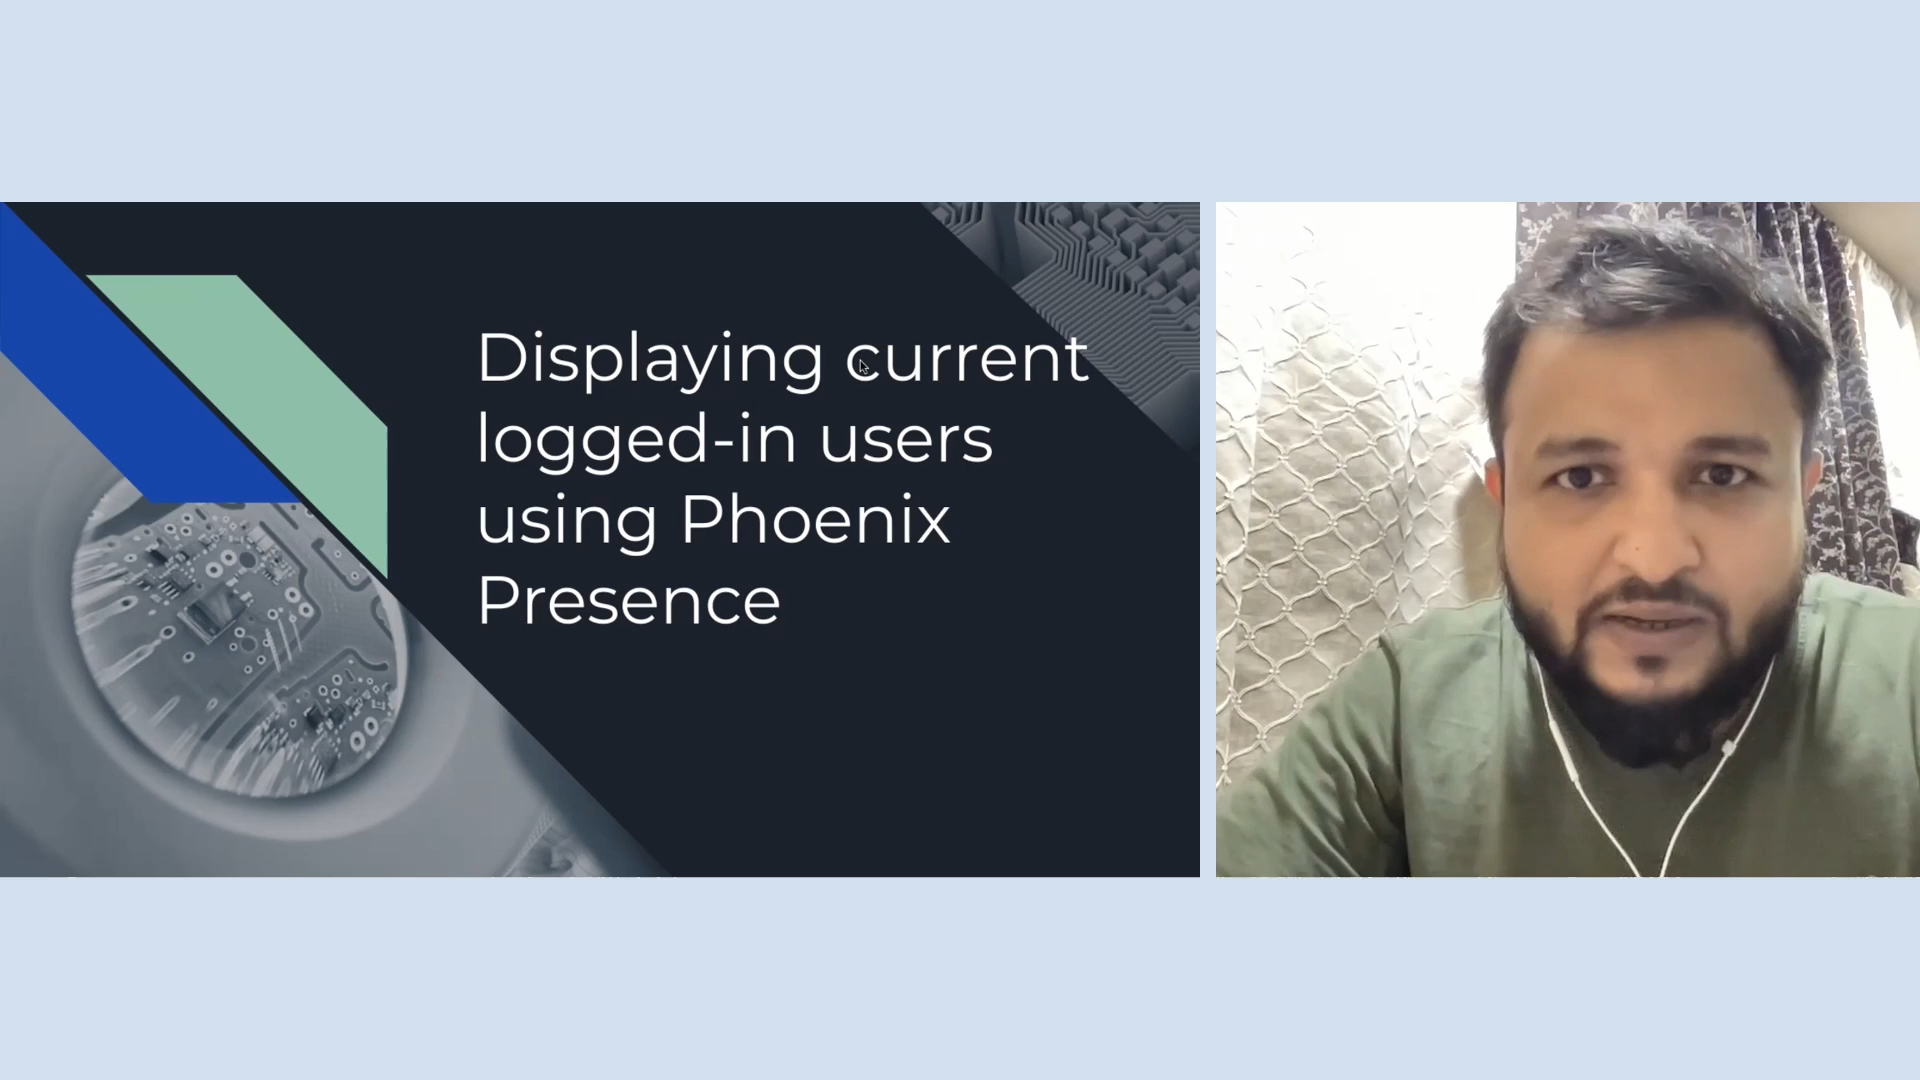 Displaying current
logged-in users
using Phoenix
Presence